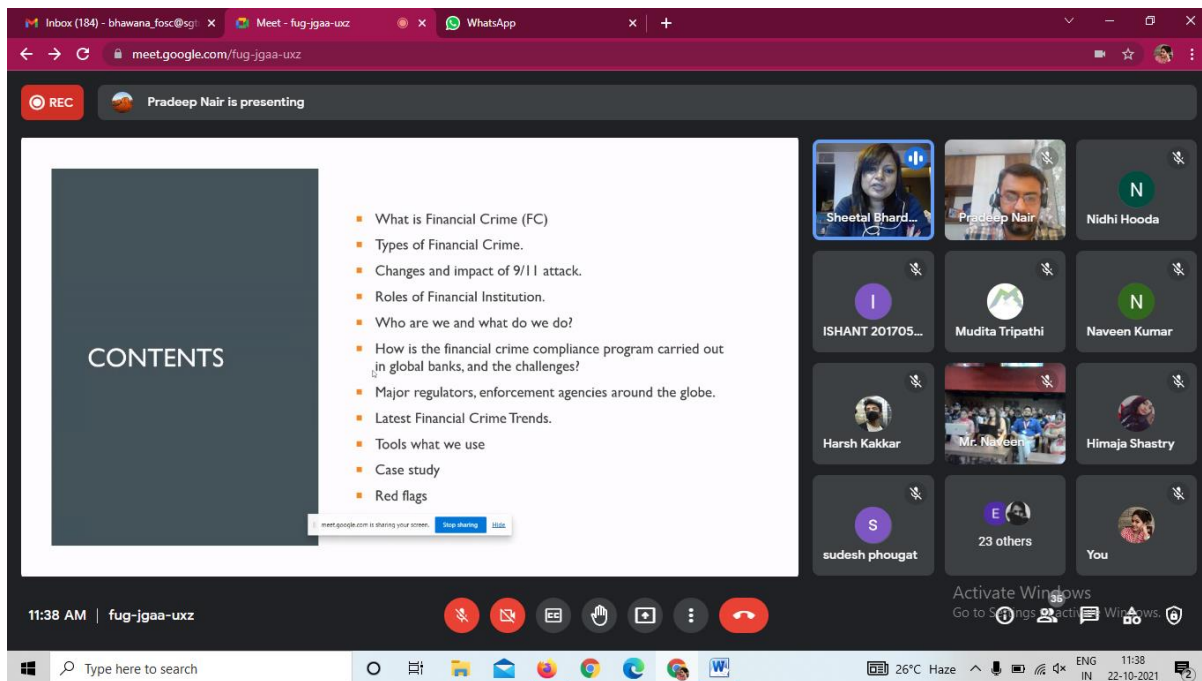 Inbox (184) - bhawana_fosc@sgt
Meet - fug-jgaa-uxz
WhatsApp
meet.google.com/fug-jgaa-uxz
REC
Pradeep Nair is presenting
CONTENTS
What is Financial Crime (FC)
Types of Financial Crime.
Changes and impact of 9/11 attack.
Roles of Financial Institution.
Who are we and what do we do?
How is the financial crime compliance program carried out
in global banks, and the challenges?
Major regulators, enforcement agencies around the globe.
Latest Financial Crime Trends.
Tools what we use
Case study
Red flags
meet.google.com is sharing your screen. Stop sharing Hide
Sheetal Bhard...
Pradeep Nair
N
Nidhi Hooda
I
ISHANT 201705...
Mudita Tripathi
N
Naveen Kumar
Harsh Kakkar
Mr. Naveen
Himaja Shastry
S
sudesh phougat
E
23 others
You
Activate Windows
Go to Settings to activate Windows.
36
11:38 AM | fug-jgaa-uxz
CC
Type here to search
W
26°C Haze
ENG
IN
11:38
22-10-2021
2